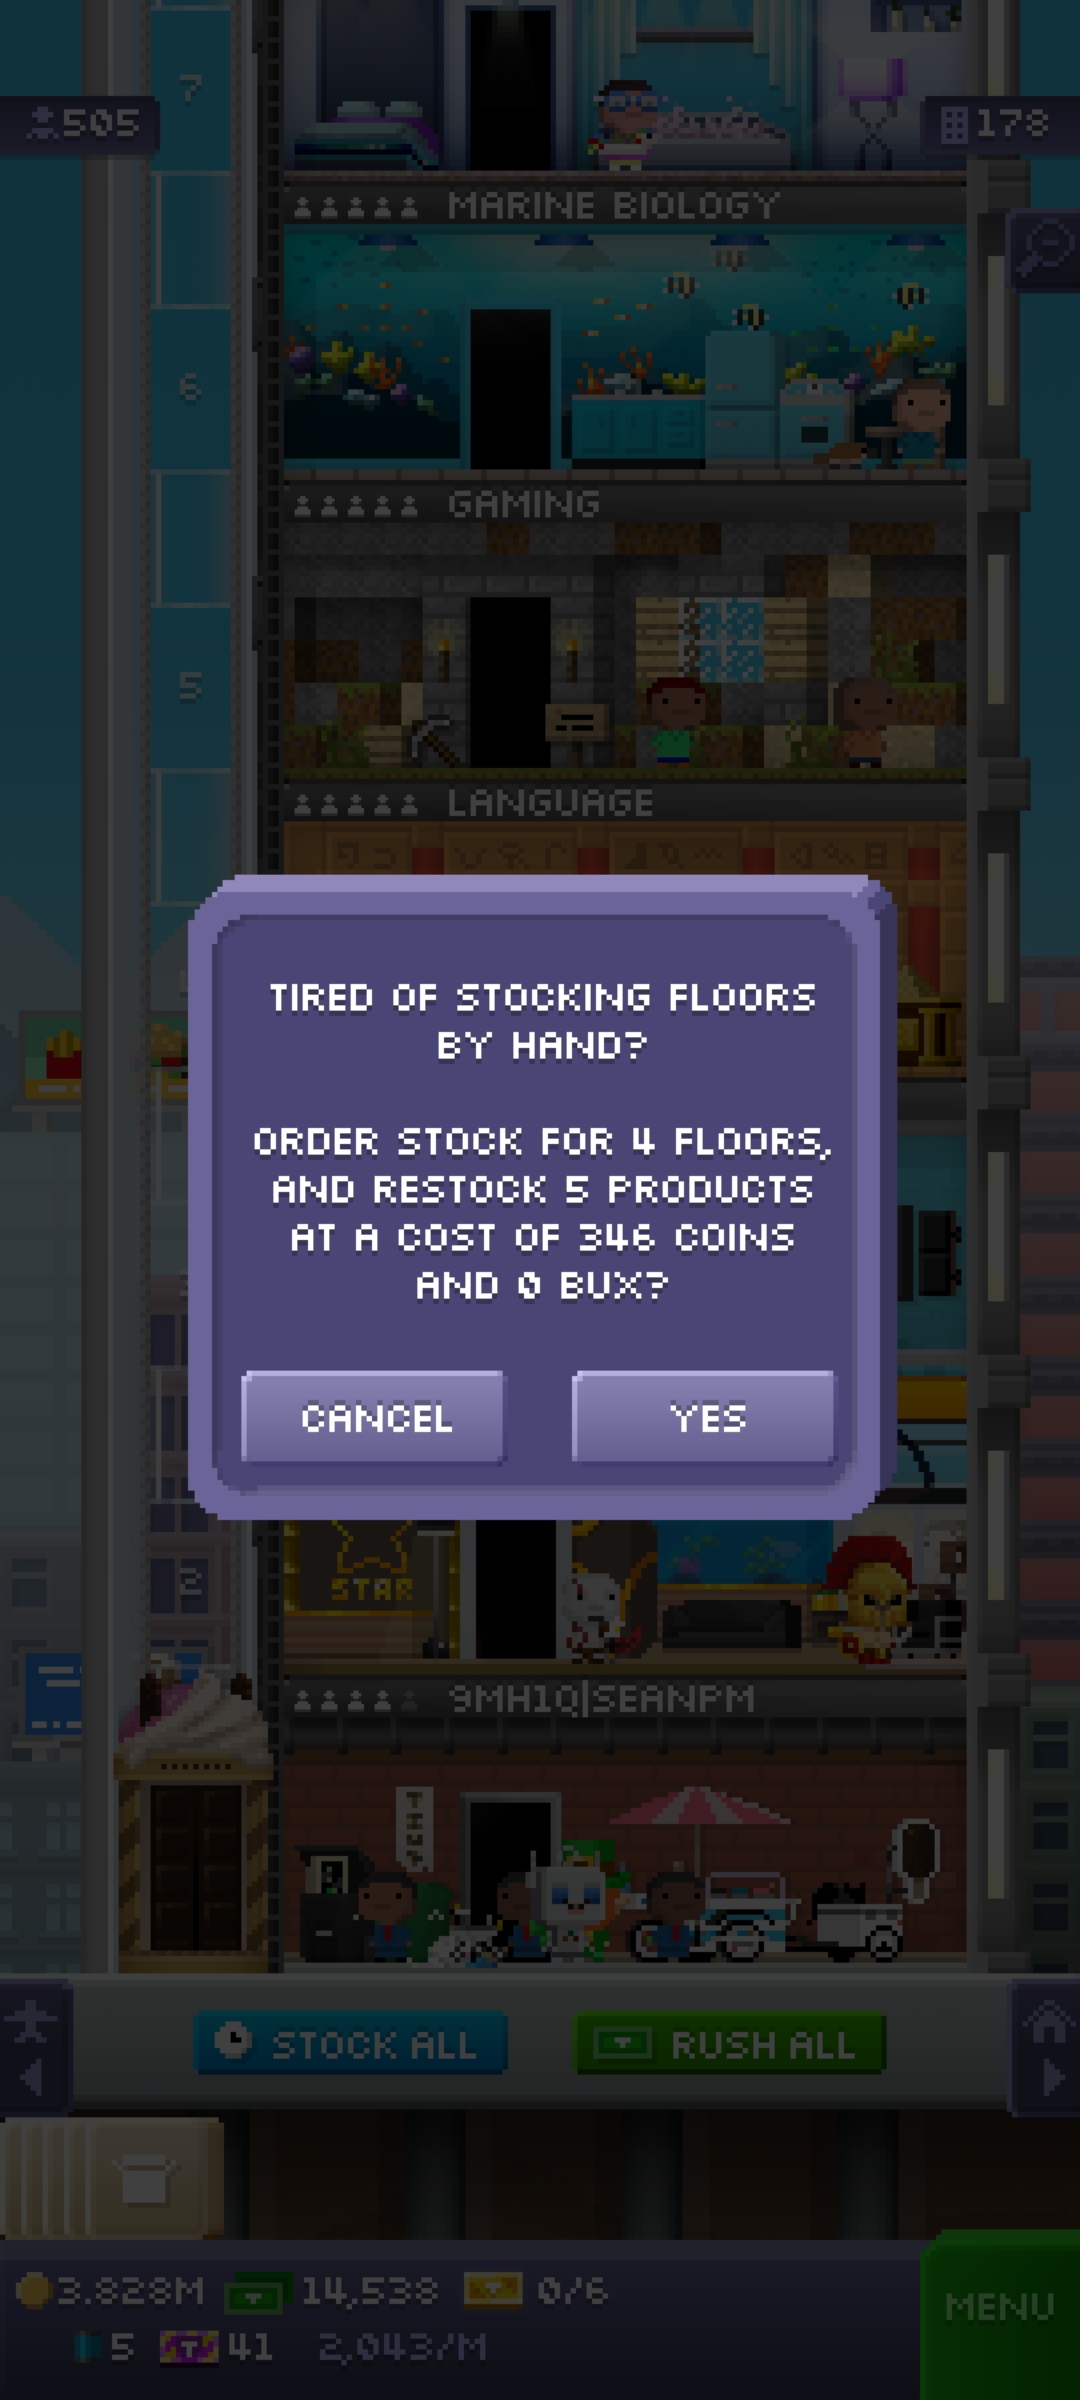 7
505
178
MARINE BIOLOGY
6
GAMING
5
LANGUAGE
TIRED OF STOCKING FLOORS
BY HAND?
ORDER STOCK FOR 4 FLOORS,
AND RESTOCK 5 PRODUCTS
AT A COST OF 346 COINS
AND 0 BUX?
CANCEL
YES
STAR
2
9MH1Q|SEANPM
STOCK ALL
RUSH ALL
3.828M
14,538
0/6
MENU
5
T
41
2,043/M